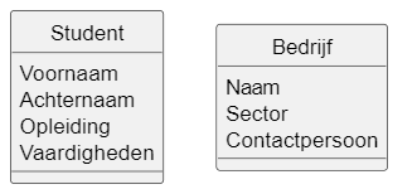 Student
Voornaam
Achternaam
Opleiding
Vaardigheden
Bedrijf
Naam
Sector
Contactpersoon